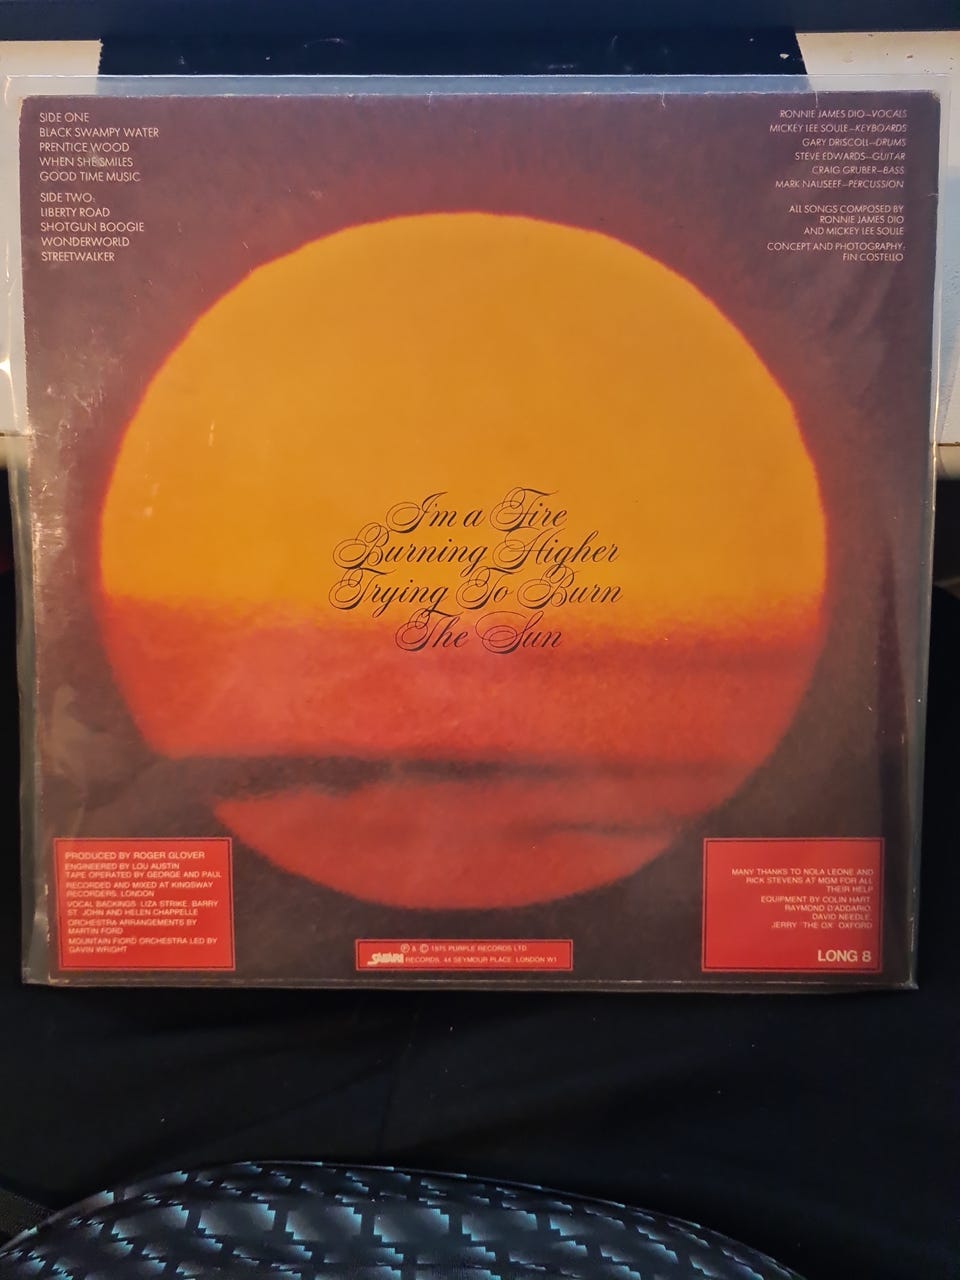 SIDE ONE
BLACK SWAMPY WATER
PRENTICE WOOD
WHEN SHE SMILES
GOOD TIME MUSIC
SIDE TWO:
LIBERTY ROAD
SHOTGUN BOOGIE
WONDERWORLD
STREETWALKER
RONNIE JAMES DIO—VOCALS
MICKEY LEE SOULE—KEYBOARDS
GARY DRISCOLL—DRUMS
STEVE EDWARDS—GUITAR
CRAIG GRUBER—BASS
MARK NAUSEEF—PERCUSSION
ALL SONGS COMPOSED BY
RONNIE JAMES DIO
AND MICKEY LEE SOULE
CONCEPT AND PHOTOGRAPHY:
FIN COSTELLO
I'm a Fire
Burning Higher
Trying To Burn
The Sun
PRODUCED BY ROGER GLOVER
ENGINEERED BY LOU AUSTIN
TAPE OPERATED BY GEORGE AND PAUL
RECORDED AND MIXED AT KINGSWAY
RECORDERS, LONDON
VOCAL BACKINGS LIZA STRIKE, BARRY
ST. JOHN AND HELEN CHAPPELLE
ORCHESTRA ARRANGEMENTS BY
MARTIN FORD
MOUNTAIN FIORD ORCHESTRA LED BY
GAVIN WRIGHT
Ⓟ & © 1975 PURPLE RECORDS LTD.
SAFARI RECORDS, 44 SEYMOUR PLACE, LONDON W1
MANY THANKS TO NOLA LEONE AND
RICK STEVENS AT MGM FOR ALL
THEIR HELP
EQUIPMENT BY COLIN HART,
RAYMOND D'ADDARIO,
DAVID NEEDLE,
JERRY "THE OX" OXFORD
LONG 8